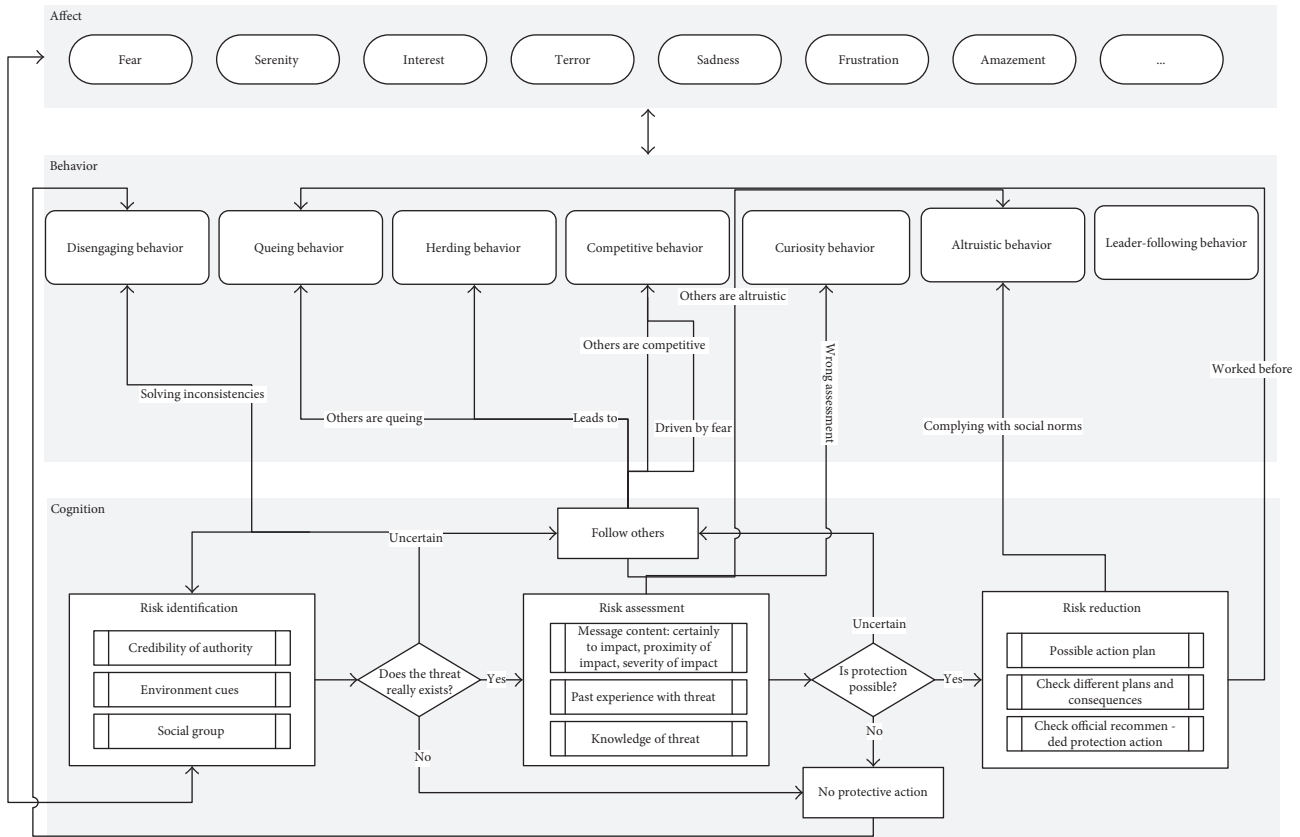 Affect
Fear
Serenity
Interest
Terror
Sadness
Frustration
Amazement
...
Behavior
Disengaging behavior
Queing behavior
Herding behavior
Competitive behavior
Curiosity behavior
Altruistic behavior
Leader-following behavior
Others are altruistic
Others are competitive
Wrong assessment
Worked before
Solving inconsistencies
Others are queing
Leads to
Driven by fear
Complying with social norms
Cognition
Follow others
Uncertain
Risk identification
Credibility of authority
Environment cues
Social group
Does the threat
really exists?
Yes
No
Risk assessment
Message content: certainly
to impact, proximity of
impact, severity of impact
Past experience with threat
Knowledge of threat
Uncertain
Is protection
possible?
Yes
No
No protective action
Risk reduction
Possible action plan
Check different plans and
consequences
Check official recommen -
ded protection action